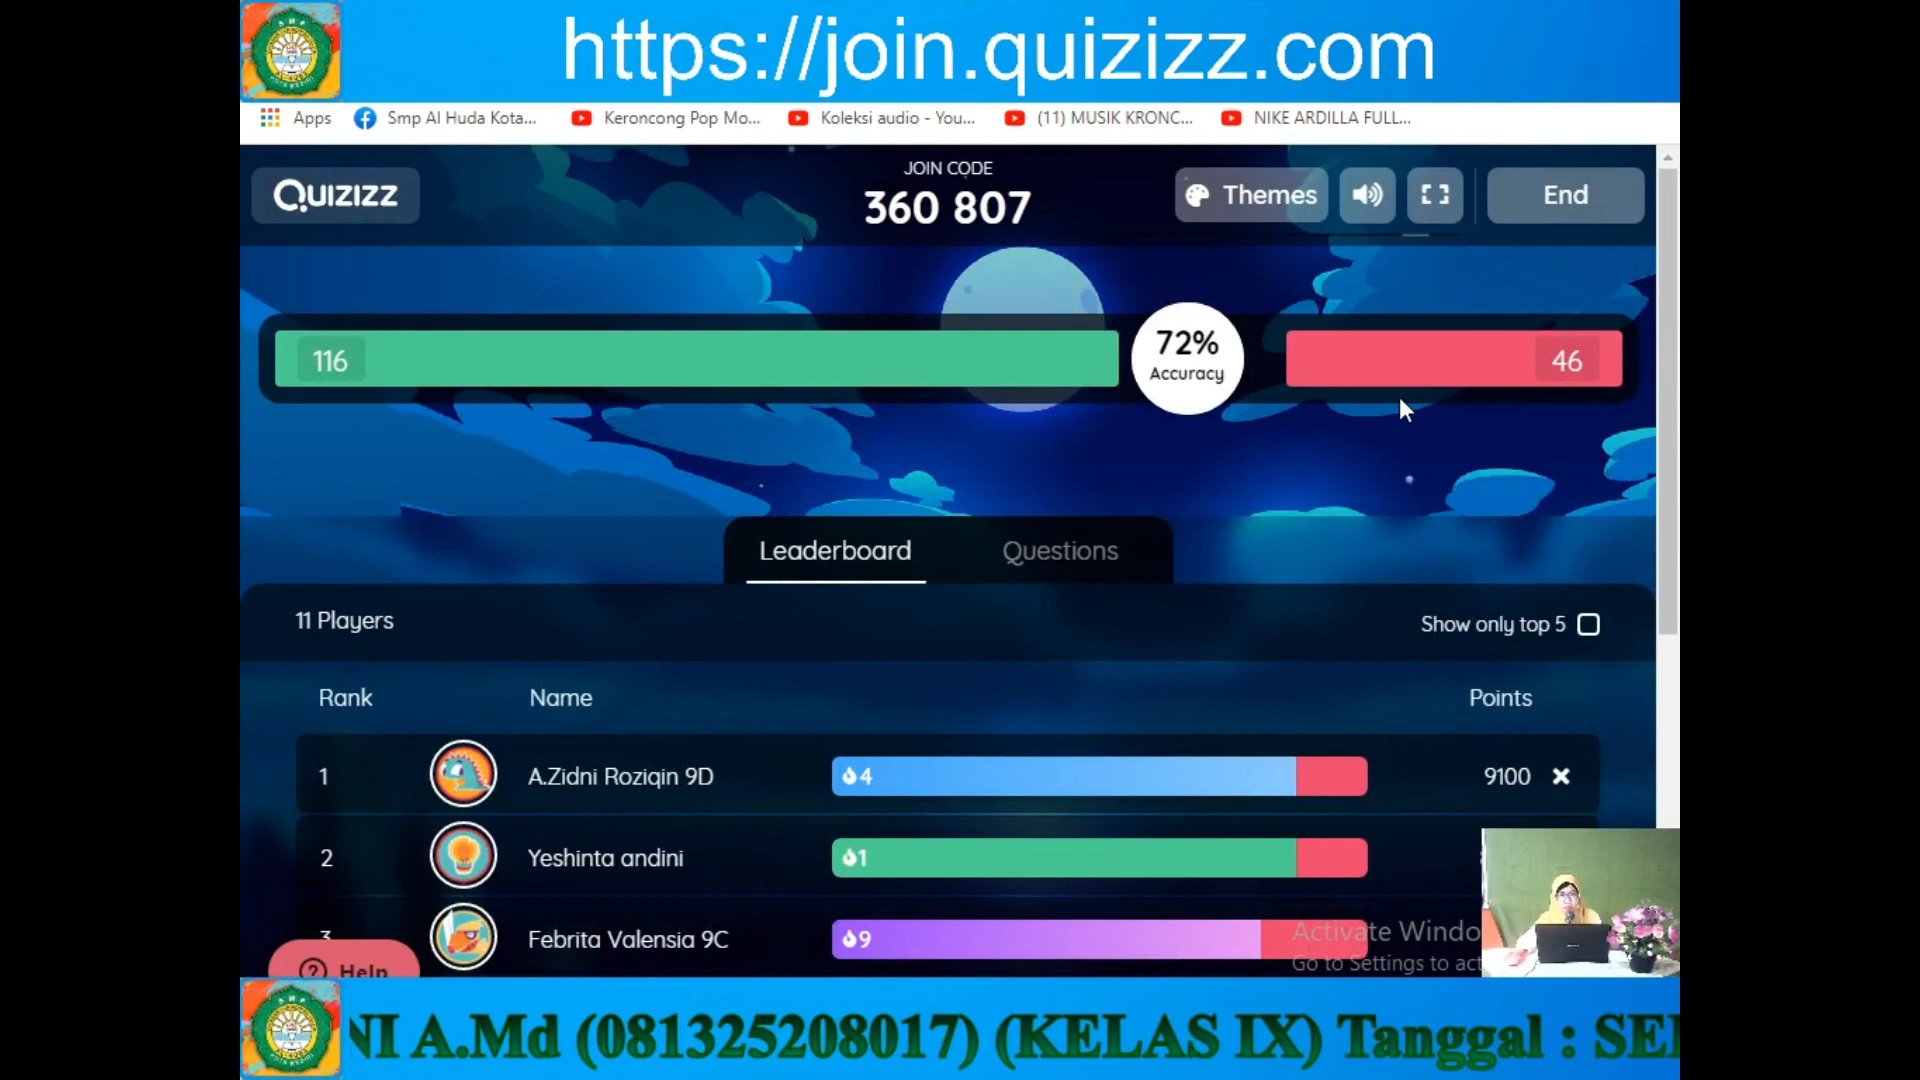 https://join.quizizz.com
Apps Smp Al Huda Kota... Keroncong Pop Mo... Koleksi audio - You... (11) MUSIK KRONC... NIKE ARDILLA FULL...
QUIZIZZ
JOIN CODE
360 807
Themes
End
116
72%
Accuracy
46
Leaderboard Questions
11 Players
Show only top 5
Rank Name Points
1 A.Zidni Roziqin 9D 4 9100
2 Yeshinta andini 1
3 Febrita Valensia 9C 9
Activate Windo
Go to Settings to act
Help
NI A.Md (081325208017) (KELAS IX) Tanggal : SE